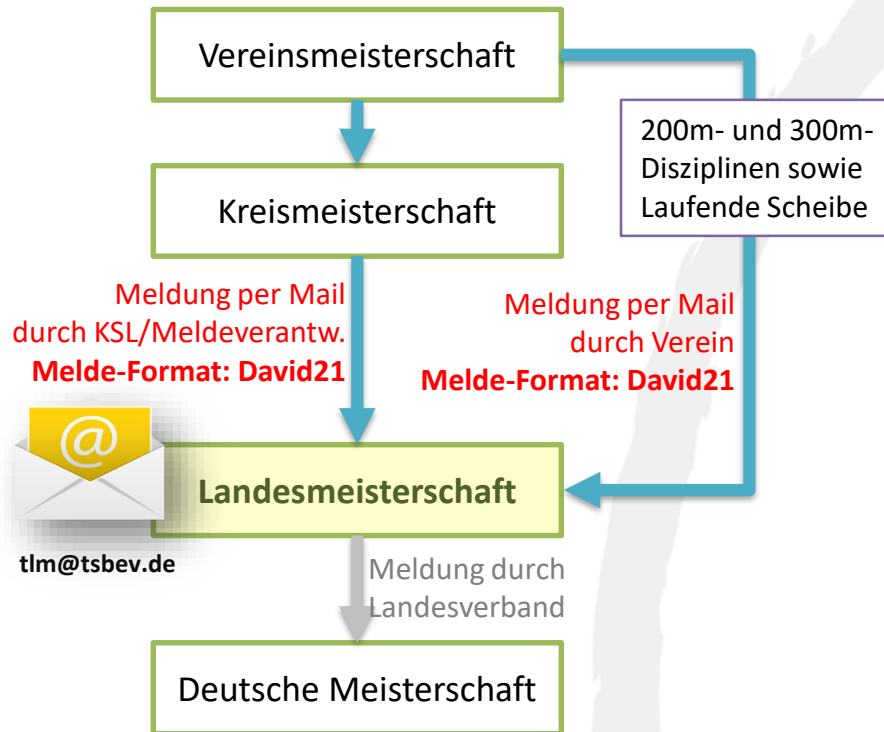 Vereinsmeisterschaft
200m- und 300m-
Disziplinen sowie
Laufende Scheibe
Kreismeisterschaft
Meldung per Mail
durch KSL/Meldeverantw.
Melde-Format: David21
Meldung per Mail
durch Verein
Melde-Format: David21
@
Landesmeisterschaft
tlm@tsbev.de
Meldung durch
Landesverband
Deutsche Meisterschaft